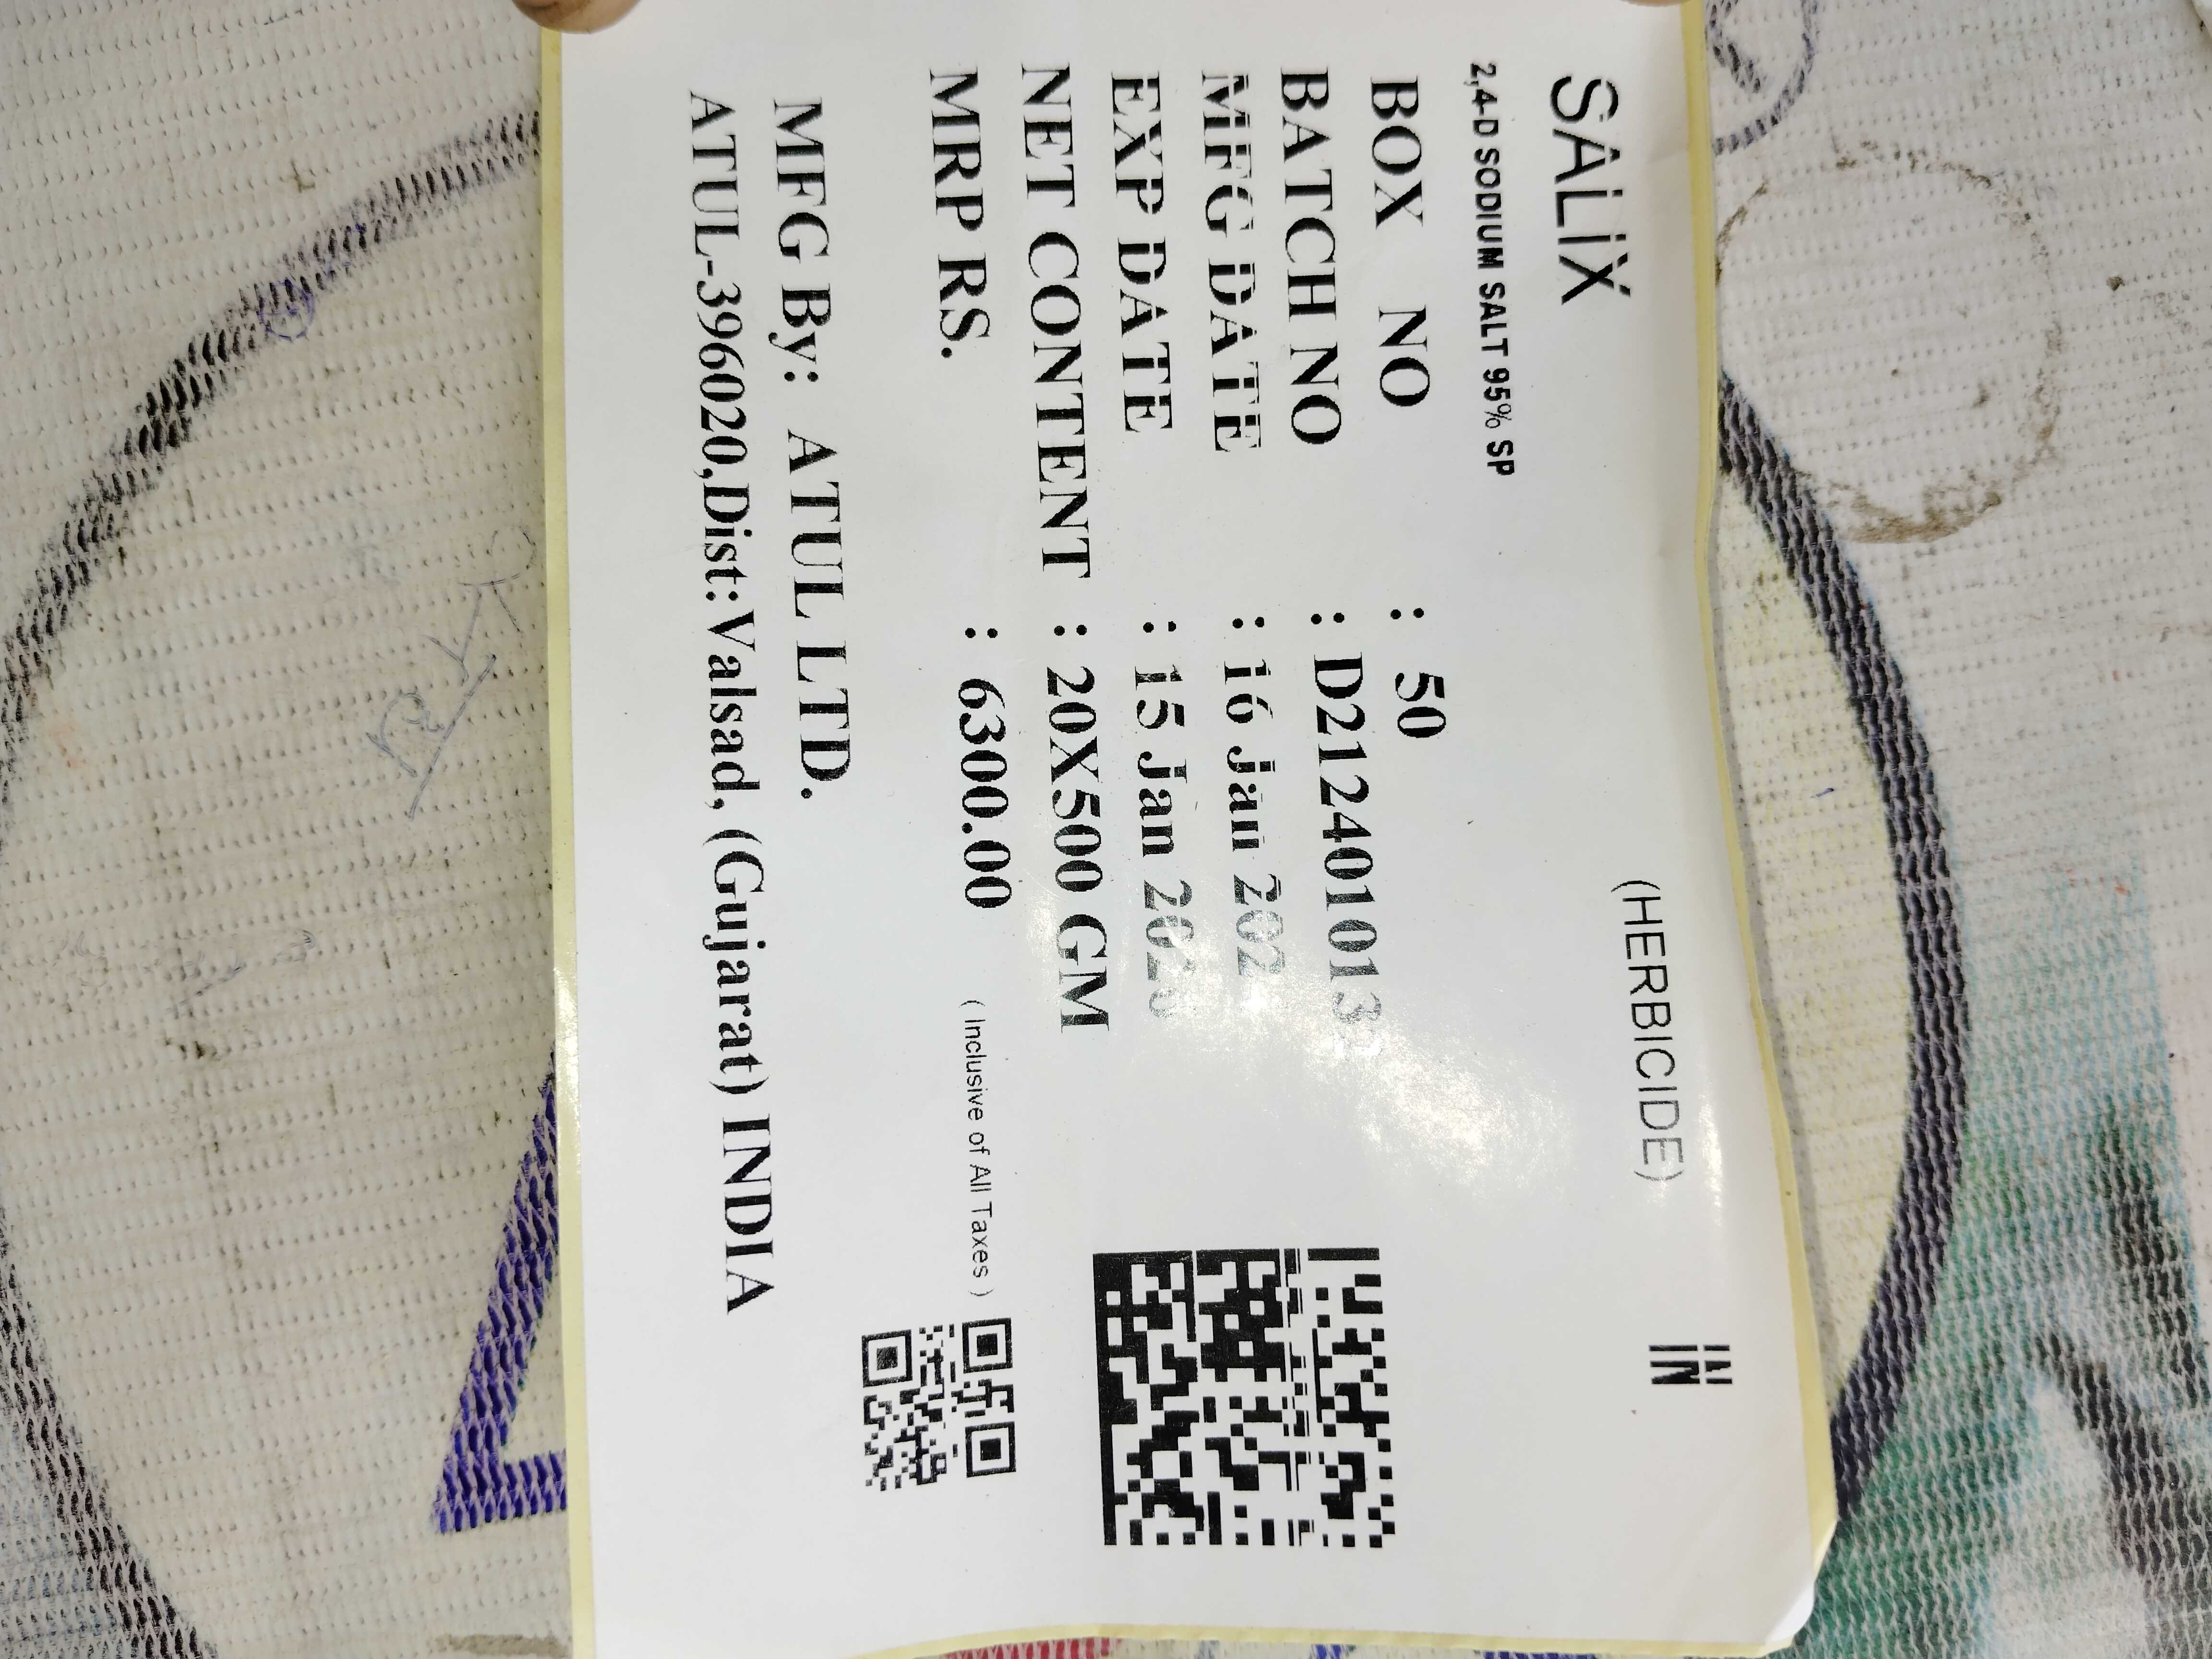 SALIX
(HERBICIDE)
IN
2,4-D SODIUM SALT 95% SP
BOX NO : 50
BATCH NO :
MFG DATE : 16 Jan
EXP DATE : 15 Jan
NET CONTENT : 20X500 GM
MRP RS. : 6300.00 ( Inclusive of All Taxes )
MFG By: ATUL LTD.
ATUL-396020,Dist:Valsad, (Gujarat) INDIA